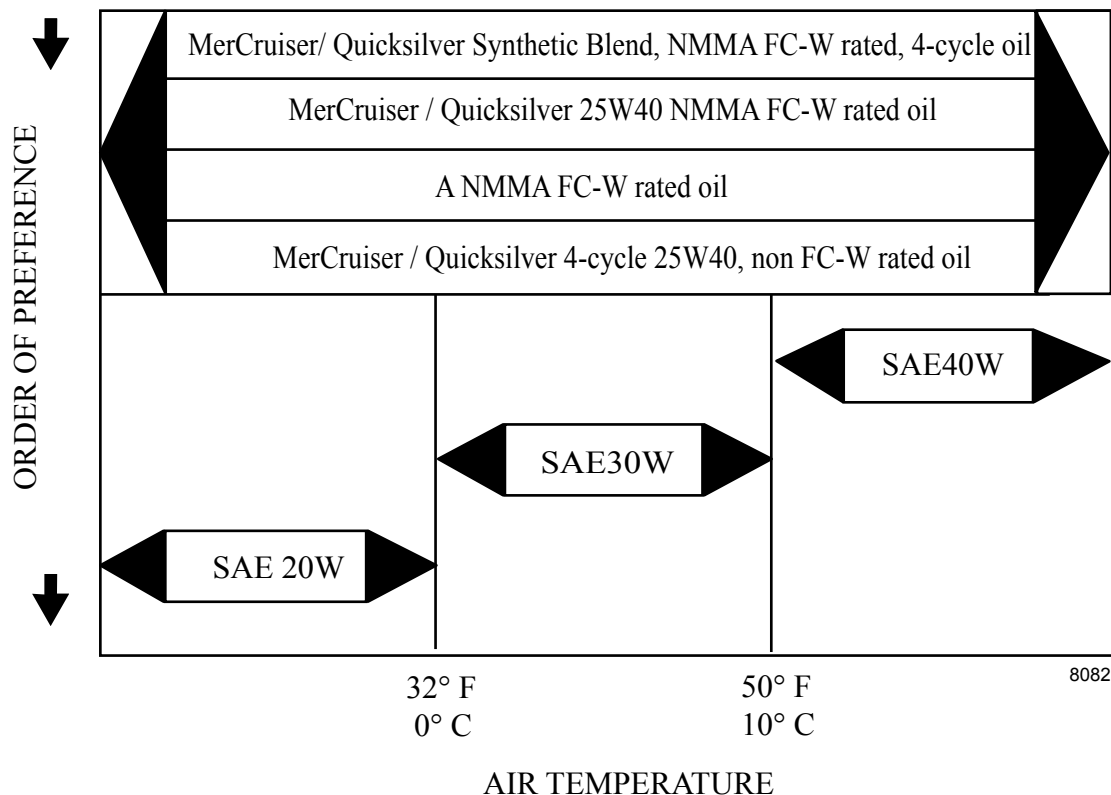 MerCruiser/ Quicksilver Synthetic Blend, NMMA FC-W rated, 4-cycle oil
MerCruiser / Quicksilver 25W40 NMMA FC-W rated oil
A NMMA FC-W rated oil
MerCruiser / Quicksilver 4-cycle 25W40, non FC-W rated oil
ORDER OF PREFERENCE
SAE40W
SAE30W
SAE 20W
32° F
0° C
50° F
10° C
8082
AIR TEMPERATURE